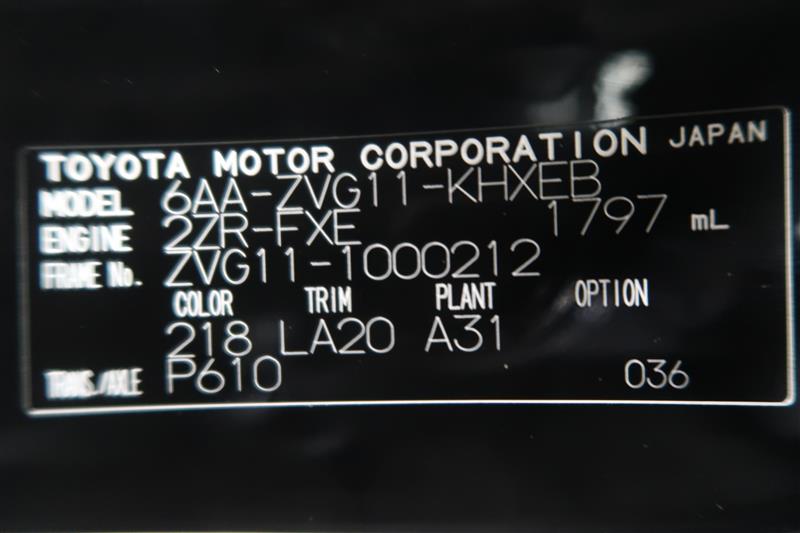 TOYOTA MOTOR CORPORATION JAPAN
MODEL 6AA-ZVG11-KHXEB
ENGINE 2ZR-FXE 1797 mL
FRAME No. ZVG11-1000212
COLOR TRIM PLANT OPTION
218 LA20 A31
TRANS./AXLE P610 036